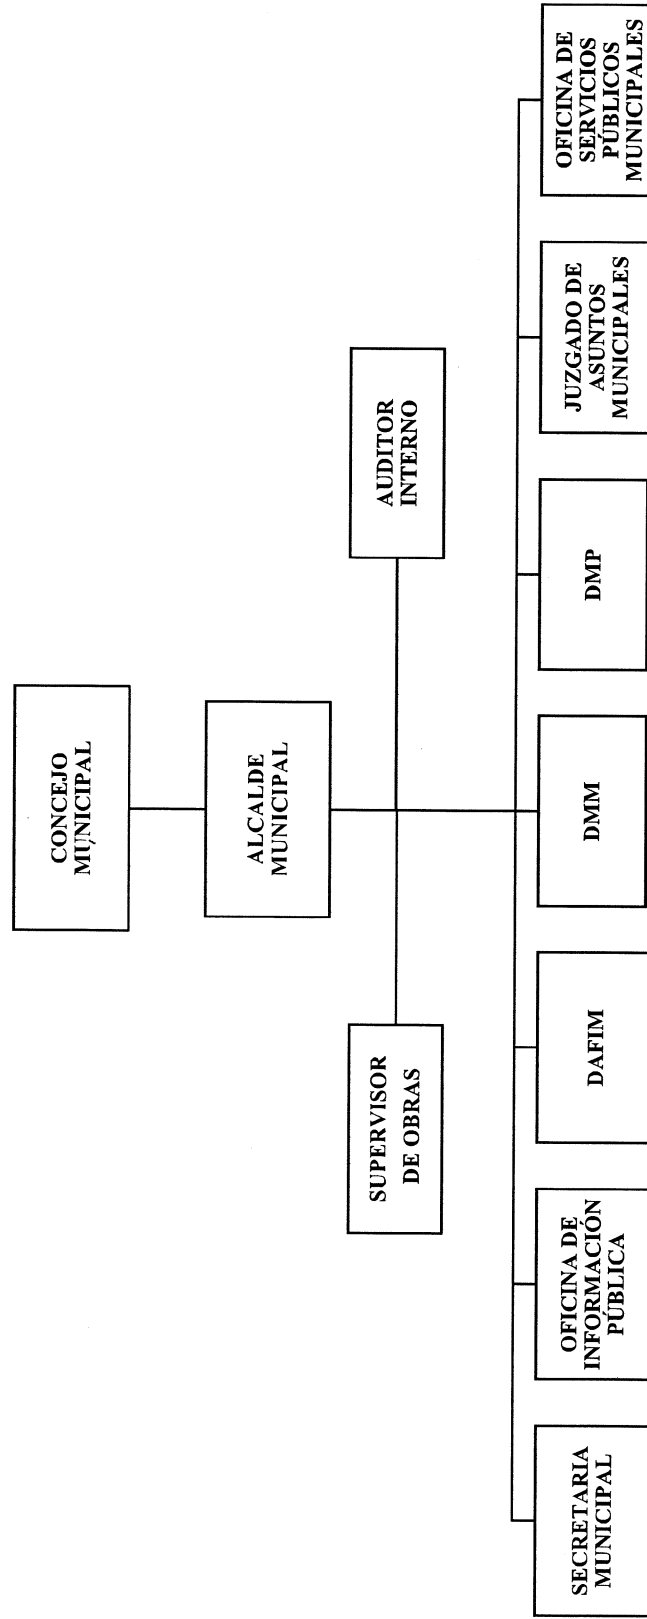 CONCEJO
MUNICIPAL
ALCALDE
MUNICIPAL
SUPERVISOR
DE OBRAS
AUDITOR
INTERNO
SECRETARIA
MUNICIPAL
OFICINA DE
INFORMACIÓN
PÚBLICA
DAFIM
DMM
DMP
JUZGADO DE
ASUNTOS
MUNICIPALES
OFICINA DE
SERVICIOS
PÚBLICOS
MUNICIPALES